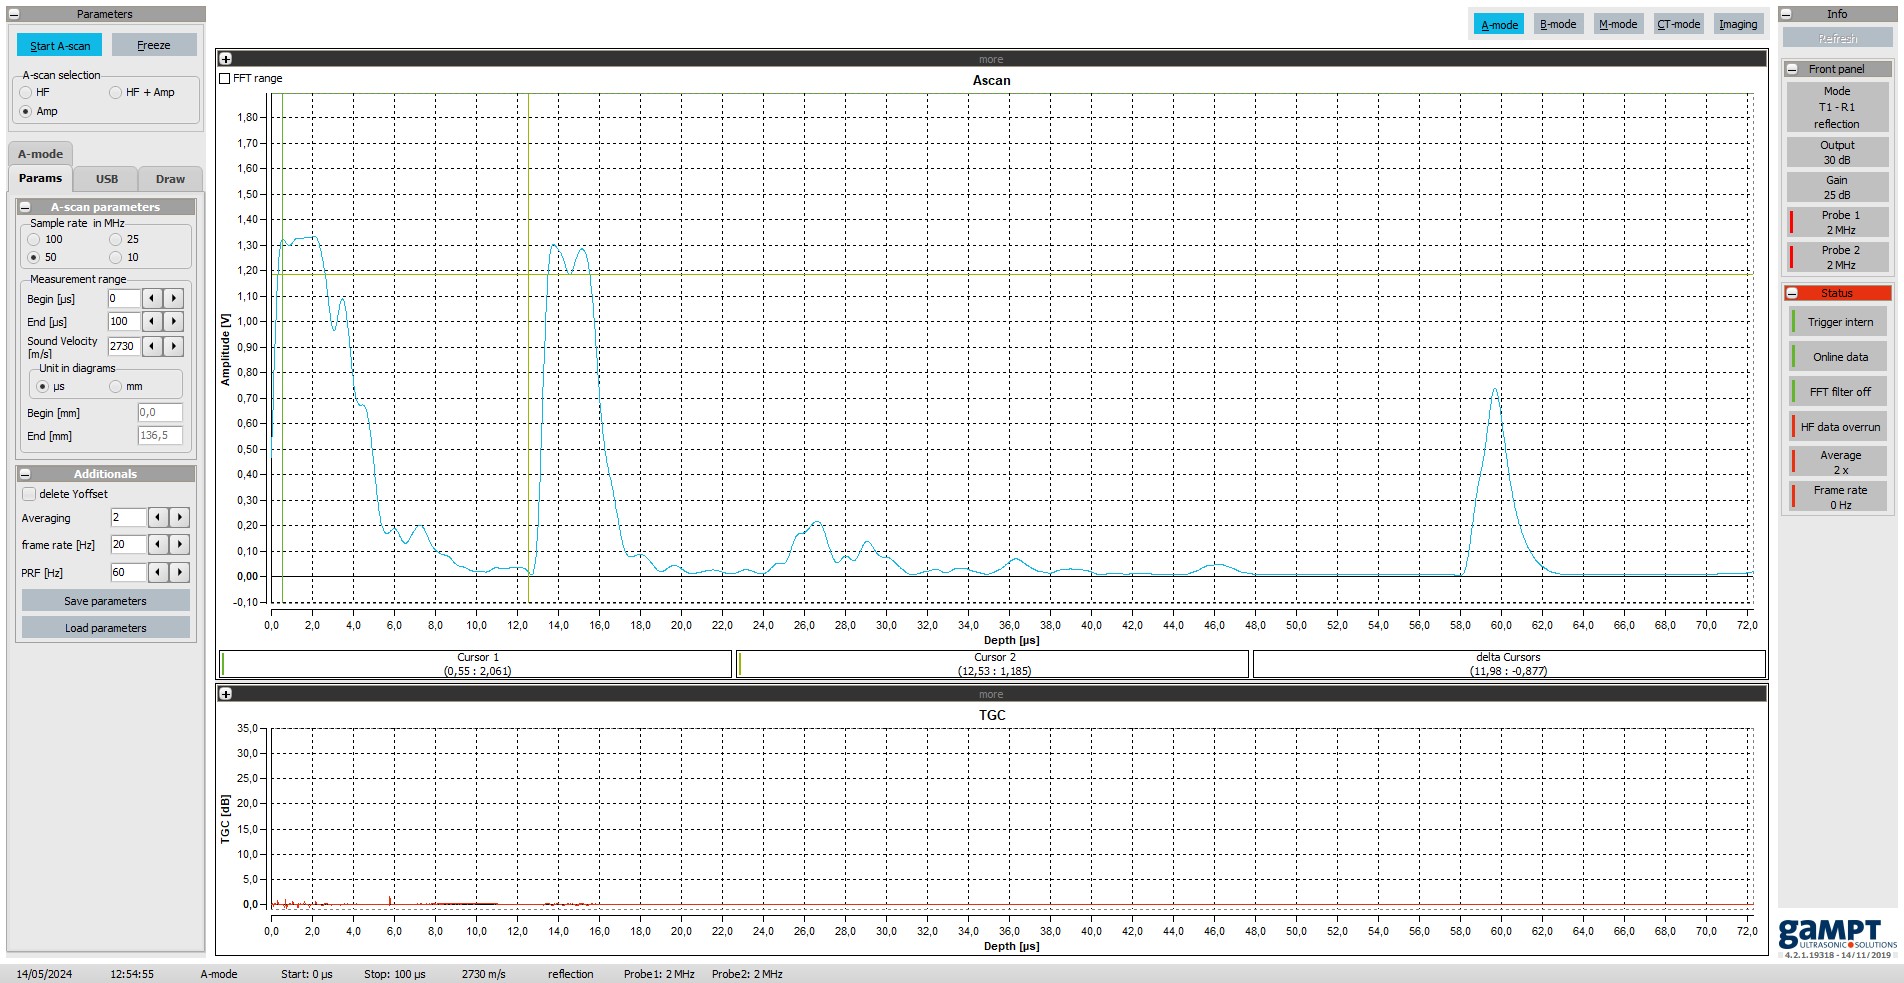 Parameters
Start A-scan
Freeze
A-scan selection
HF
HF + Amp
Amp
A-mode
Params
USB
Draw
A-scan parameters
Sample rate in MHz
100
25
50
10
Measurement range
Begin [µs]
0
End [µs]
100
Sound Velocity
[m/s]
2730
Unit in diagrams
µs
mm
Begin [mm]
0,0
End [mm]
136,5
Additionals
delete Yoffset
Averaging
2
frame rate [Hz]
20
PRF [Hz]
60
Save parameters
Load parameters
A-mode
B-mode
M-mode
CT-mode
Imaging
more
FFT range
Ascan
Amplitude [V]
1,80
1,70
1,60
1,50
1,40
1,30
1,20
1,10
1,00
0,90
0,80
0,70
0,60
0,50
0,40
0,30
0,20
0,10
0,00
-0,10
0,0 2,0 4,0 6,0 8,0 10,0 12,0 14,0 16,0 18,0 20,0 22,0 24,0 26,0 28,0 30,0 32,0 34,0 36,0 38,0 40,0 42,0 44,0 46,0 48,0 50,0 52,0 54,0 56,0 58,0 60,0 62,0 64,0 66,0 68,0 70,0 72,0
Depth [µs]
Cursor 1
(0,55 : 2,061)
Cursor 2
(12,53 : 1,185)
delta Cursors
(11,98 : -0,877)
more
TGC
TGC [dB]
35,0
30,0
25,0
20,0
15,0
10,0
5,0
0,0
0,0 2,0 4,0 6,0 8,0 10,0 12,0 14,0 16,0 18,0 20,0 22,0 24,0 26,0 28,0 30,0 32,0 34,0 36,0 38,0 40,0 42,0 44,0 46,0 48,0 50,0 52,0 54,0 56,0 58,0 60,0 62,0 64,0 66,0 68,0 70,0 72,0
Depth [µs]
Info
Refresh
Front panel
Mode
T1 - R1
reflection
Output
30 dB
Gain
25 dB
Probe 1
2 MHz
Probe 2
2 MHz
Status
Trigger intern
Online data
FFT filter off
HF data overrun
Average
2 x
Frame rate
0 Hz
gaMPT
ULTRASONIC SOLUTIONS
4.2.1.19318 - 14/11/2019
14/05/2024 12:54:55 A-mode Start: 0 µs Stop: 100 µs 2730 m/s reflection Probe1: 2 MHz Probe2: 2 MHz